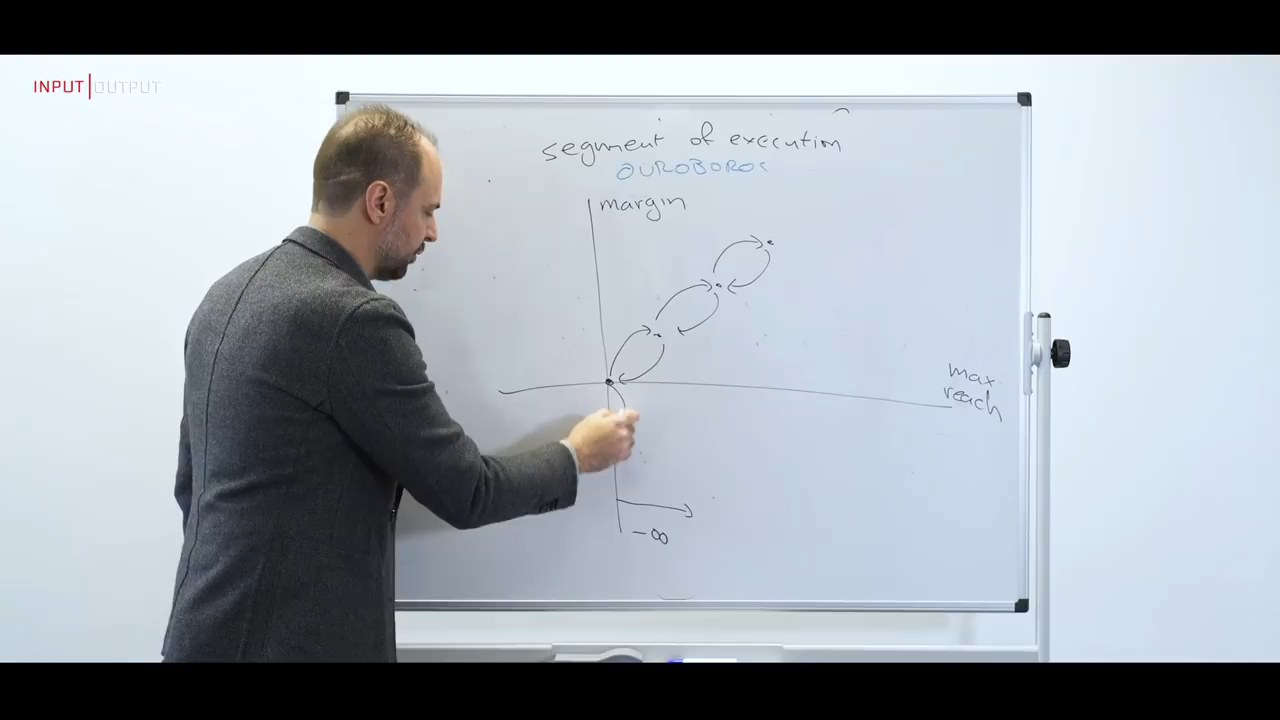 INPUT|OUTPUT
segment of execution
OUROBOROS
margin
max
reach
-∞